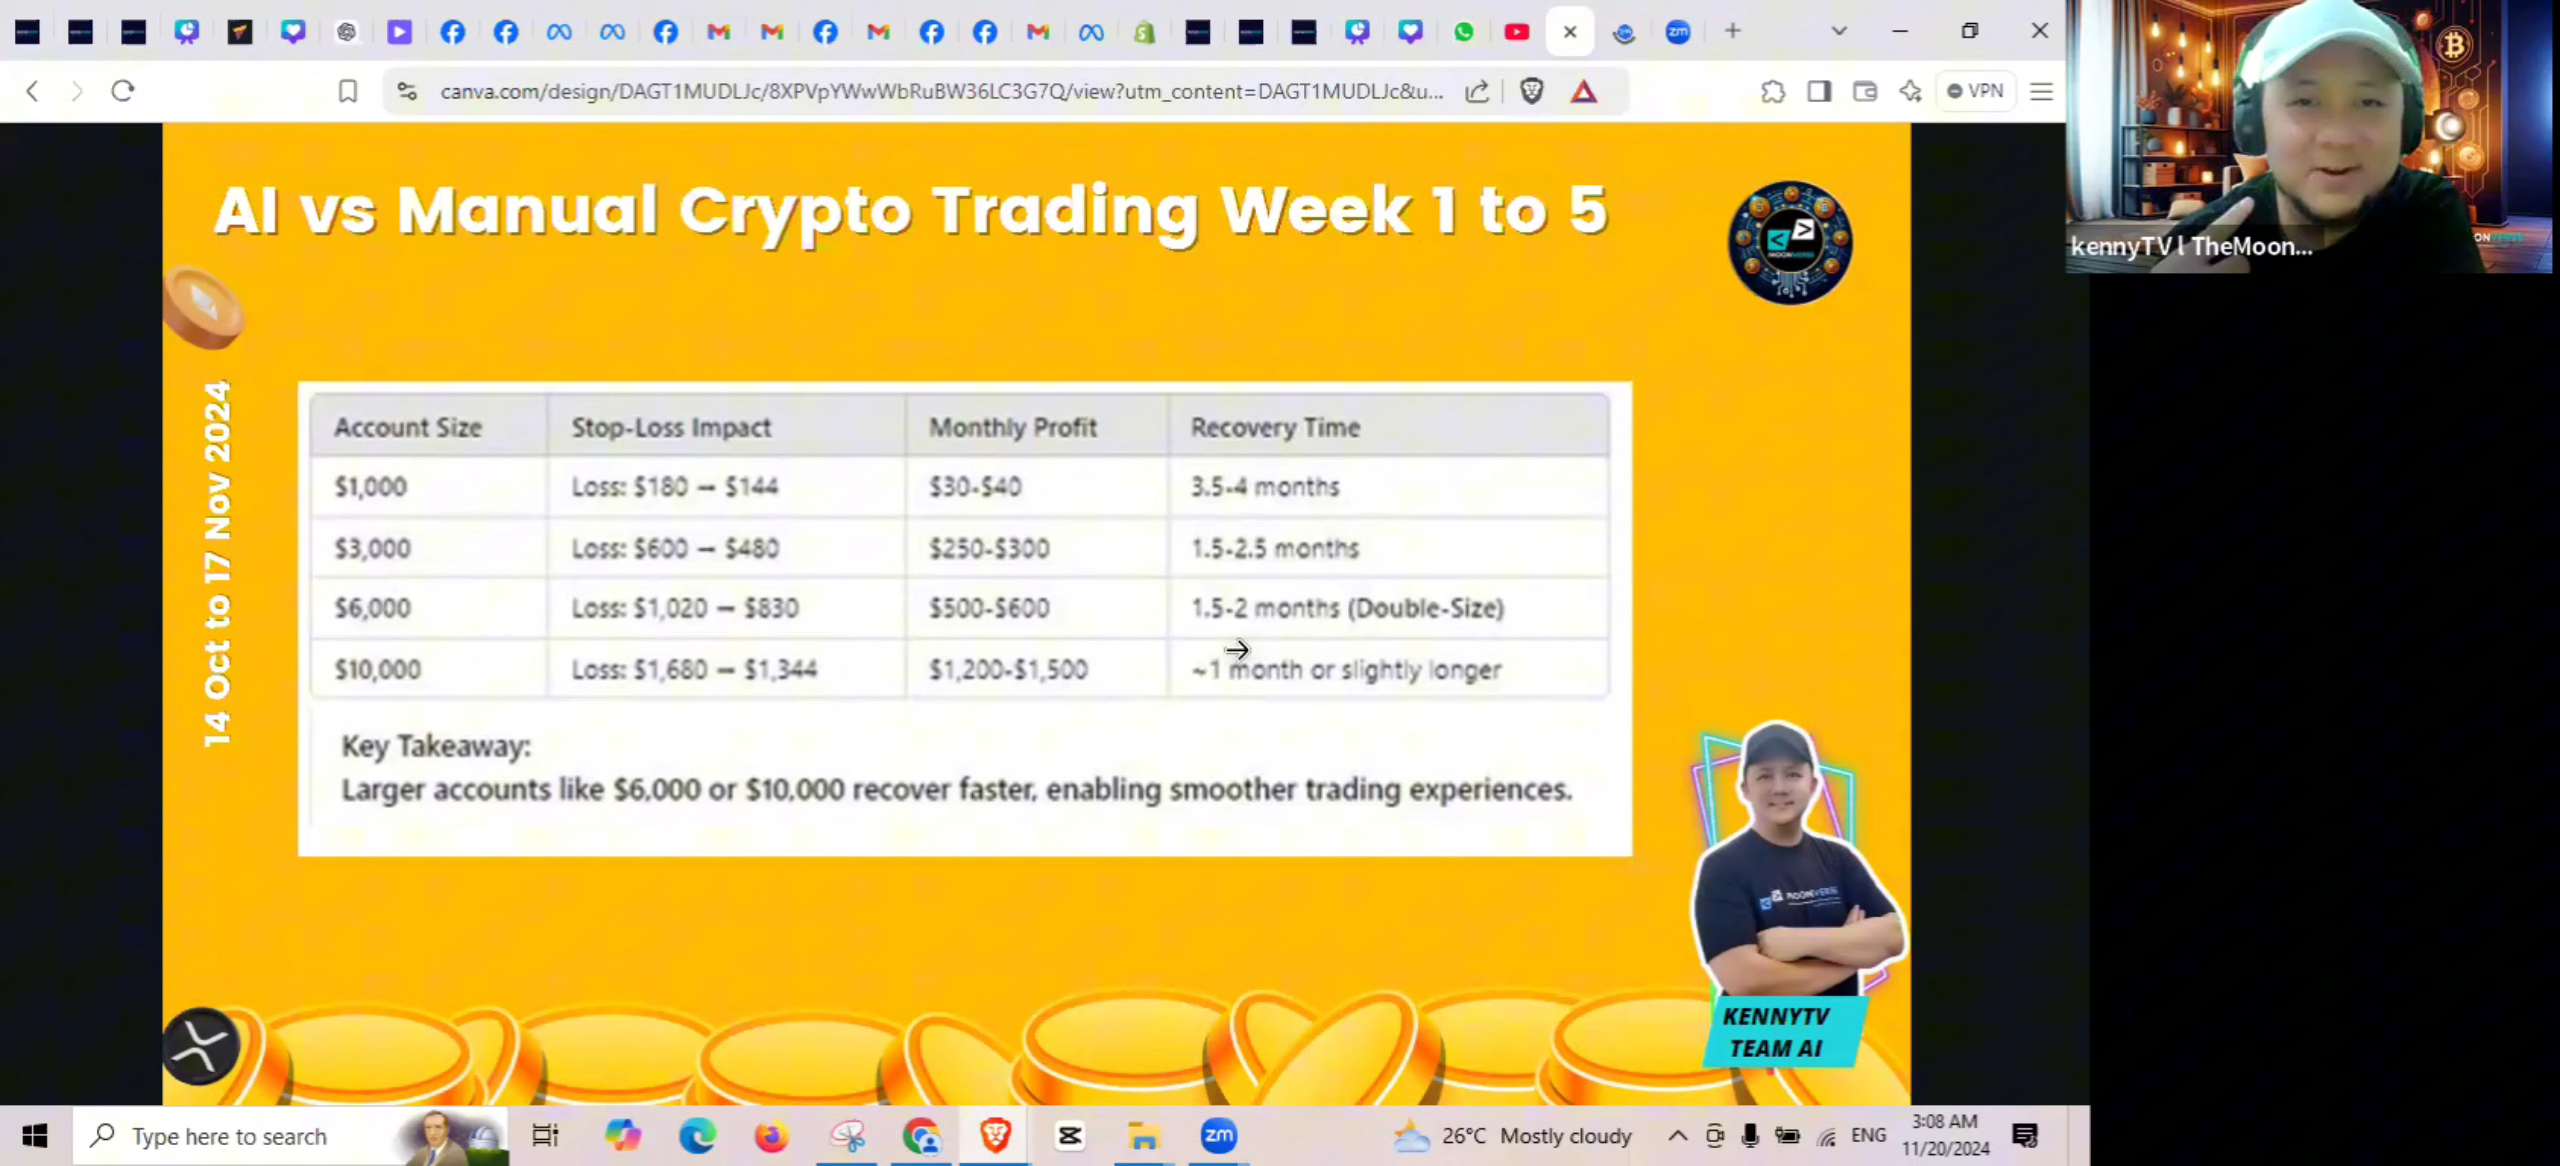 canva.com/design/DAGT1MUDLJc/8XPVpYWwWbRuBW36LC3G7Q/view?utm_content=DAGT1MUDLJc&u...
VPN
kennyTV l TheMoon...
AI vs Manual Crypto Trading Week 1 to 5
14 Oct to 17 Nov 2024
Account Size Stop-Loss Impact Monthly Profit Recovery Time
$1,000 Loss: $180 – $144 $30-$40 3.5-4 months
$3,000 Loss: $600 – $480 $250-$300 1.5-2.5 months
$6,000 Loss: $1,020 – $830 $500-$600 1.5-2 months (Double-Size)
$10,000 Loss: $1,680 – $1,344 $1,200-$1,500 ~1 month or slightly longer
Key Takeaway:
Larger accounts like $6,000 or $10,000 recover faster, enabling smoother trading experiences.
MOONVERSE
KENNYTV
TEAM AI
Type here to search
zm
26°C Mostly cloudy
ENG
3:08 AM
11/20/2024